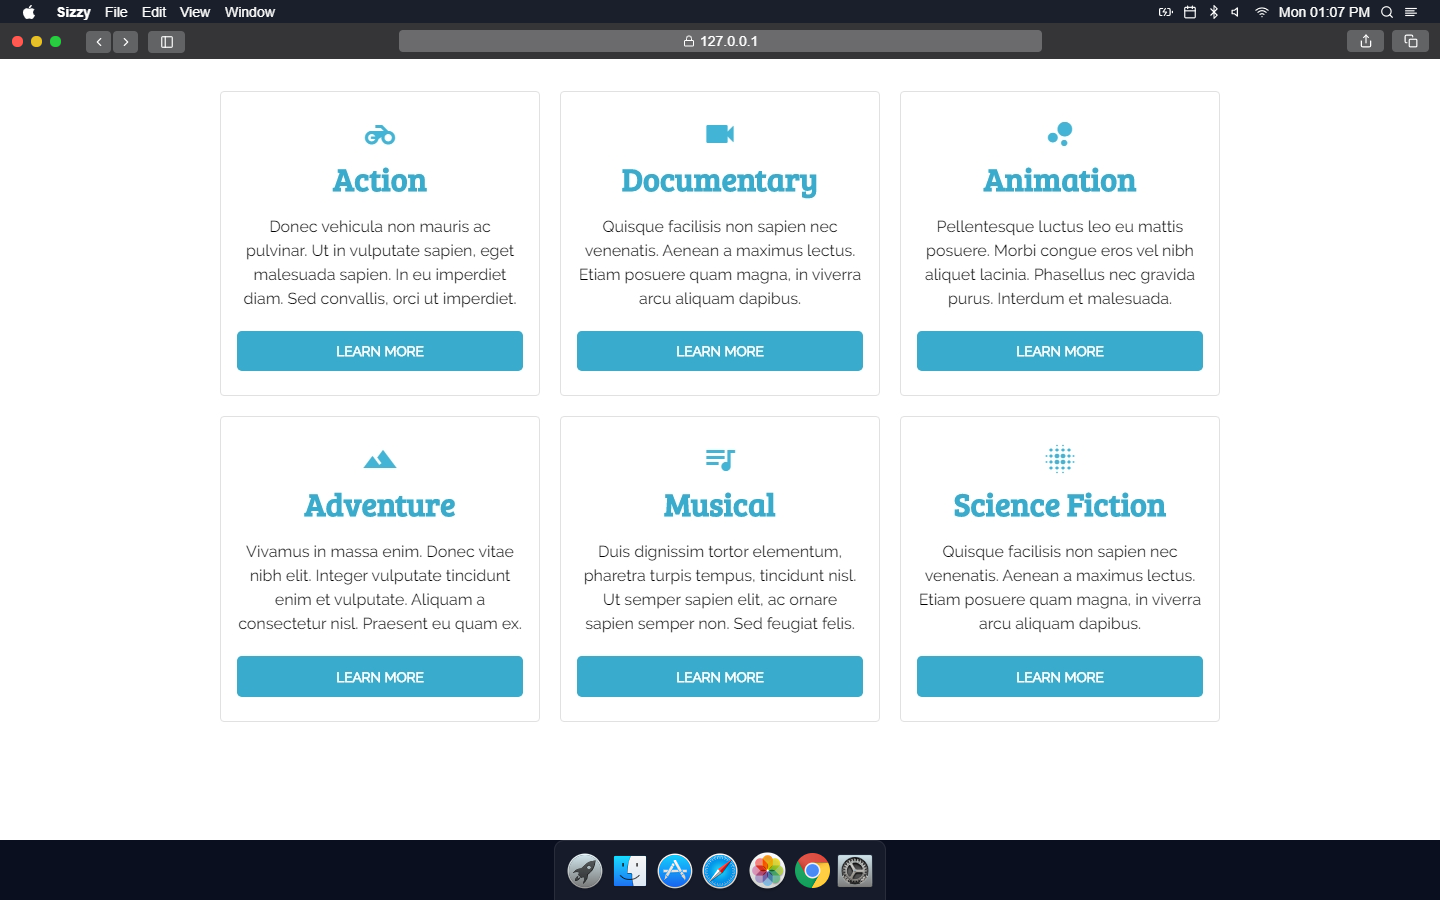 Sizzy File Edit View Window Mon 01:07 PM
127.0.0.1
Action
Donec vehicula non mauris ac
pulvinar. Ut in vulputate sapien, eget
malesuada sapien. In eu imperdiet
diam. Sed convallis, orci ut imperdiet.
LEARN MORE
Documentary
Quisque facilisis non sapien nec
venenatis. Aenean a maximus lectus.
Etiam posuere quam magna, in viverra
arcu aliquam dapibus.
LEARN MORE
Animation
Pellentesque luctus leo eu mattis
posuere. Morbi congue eros vel nibh
aliquet lacinia. Phasellus nec gravida
purus. Interdum et malesuada.
LEARN MORE
Adventure
Vivamus in massa enim. Donec vitae
nibh elit. Integer vulputate tincidunt
enim et vulputate. Aliquam a
consectetur nisl. Praesent eu quam ex.
LEARN MORE
Musical
Duis dignissim tortor elementum,
pharetra turpis tempus, tincidunt nisl.
Ut semper sapien elit, ac ornare
sapien semper non. Sed feugiat felis.
LEARN MORE
Science Fiction
Quisque facilisis non sapien nec
venenatis. Aenean a maximus lectus.
Etiam posuere quam magna, in viverra
arcu aliquam dapibus.
LEARN MORE